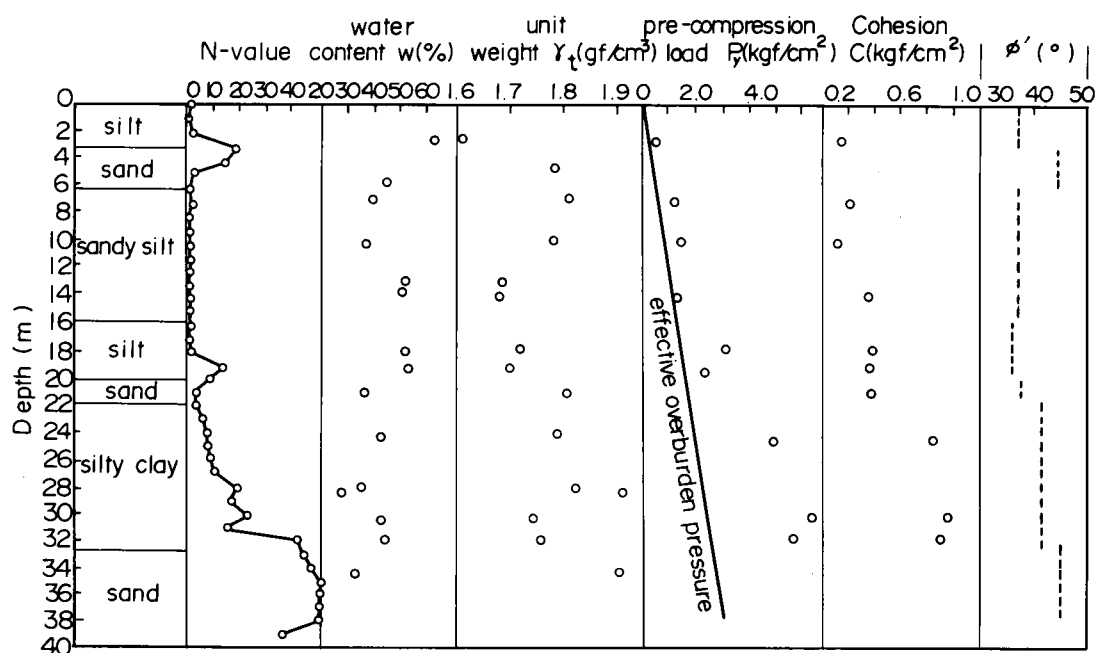 water unit pre-compression Cohesion
N-value content w(%) weight γt(gf/cm³) load Py(kgf/cm²) C(kgf/cm²) φ' (°)
0 10 20 30 40 20 30 40 50 60 1.6 1.7 1.8 1.9 0 2.0 4.0 0.2 0.6 1.0 30 40 50
Depth (m)
0
2
4
6
8
10
12
14
16
18
20
22
24
26
28
30
32
34
36
38
40
silt
sand
sandy silt
silt
sand
silty clay
sand
effective overburden pressure